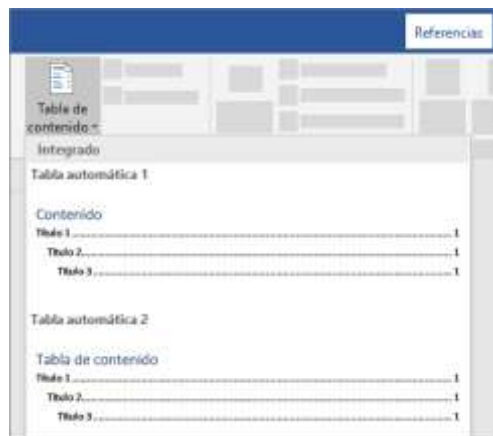 Referencias
Tabla de
contenido
Integrado
Tabla automática 1
Contenido
Título 1.....1
Título 2.....1
Título 3.....1
Tabla automática 2
Tabla de contenido
Título 1.....1
Título 2.....1
Título 3.....1